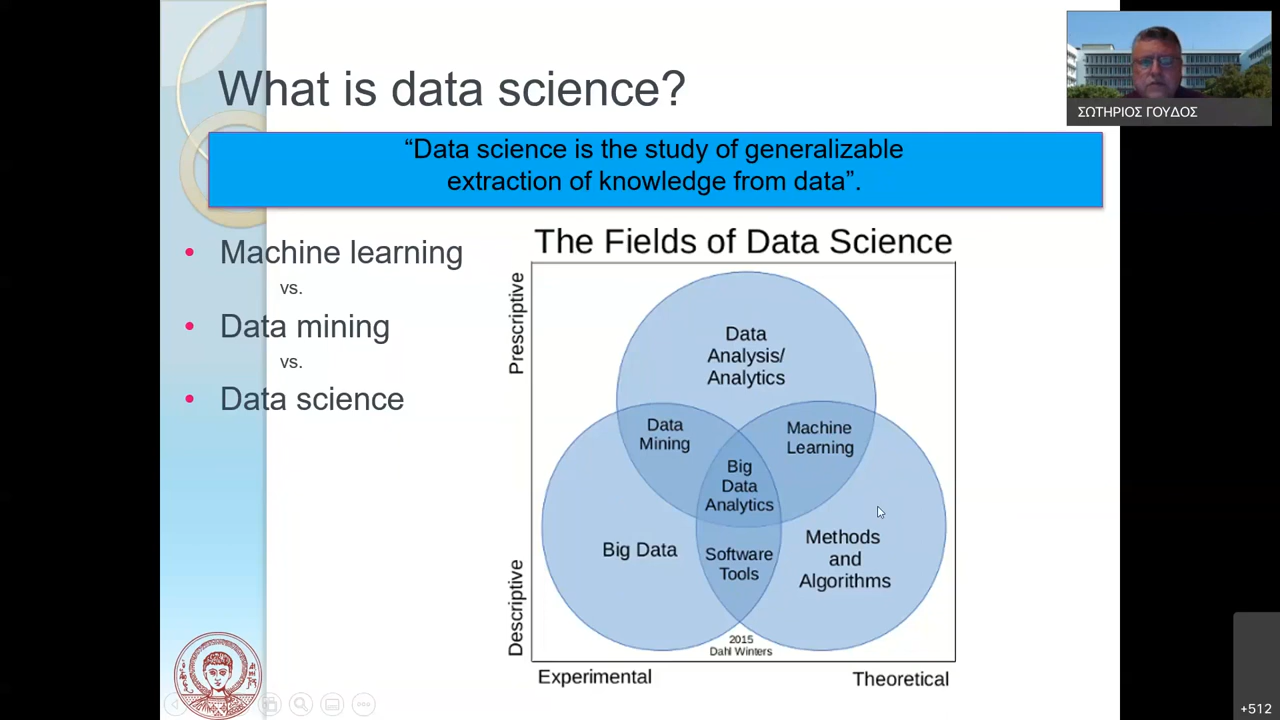 What is data science?
ΣΩΤΗΡΙΟΣ ΓΟΥΔΟΣ
“Data science is the study of generalizable
extraction of knowledge from data”.
• Machine learning
vs.
• Data mining
vs.
• Data science
The Fields of Data Science
Prescriptive
Descriptive
Data
Analysis/
Analytics
Data
Mining
Machine
Learning
Big
Data
Analytics
Big Data
Software
Tools
Methods
and
Algorithms
2015
Dahl Winters
Experimental
Theoretical
+512